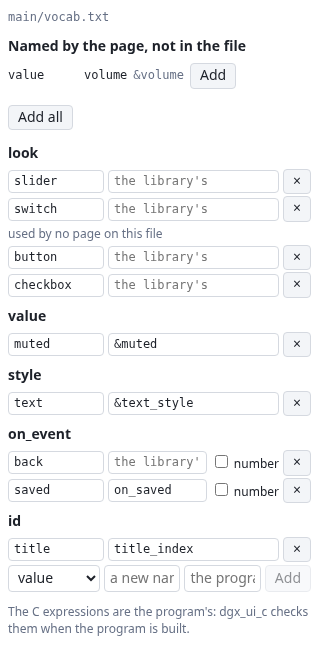 main/vocab.txt
Named by the page, not in the file
value volume &volume Add
Add all
look
slider the library's ×
switch the library's ×
used by no page on this file
button the library's ×
checkbox the library's ×
value
muted &muted ×
style
text &text_style ×
on_event
back the library' number ×
saved on_saved number ×
id
title title_index ×
value a new nar the progra Add
The C expressions are the program's: dgx_ui_c checks
them when the program is built.